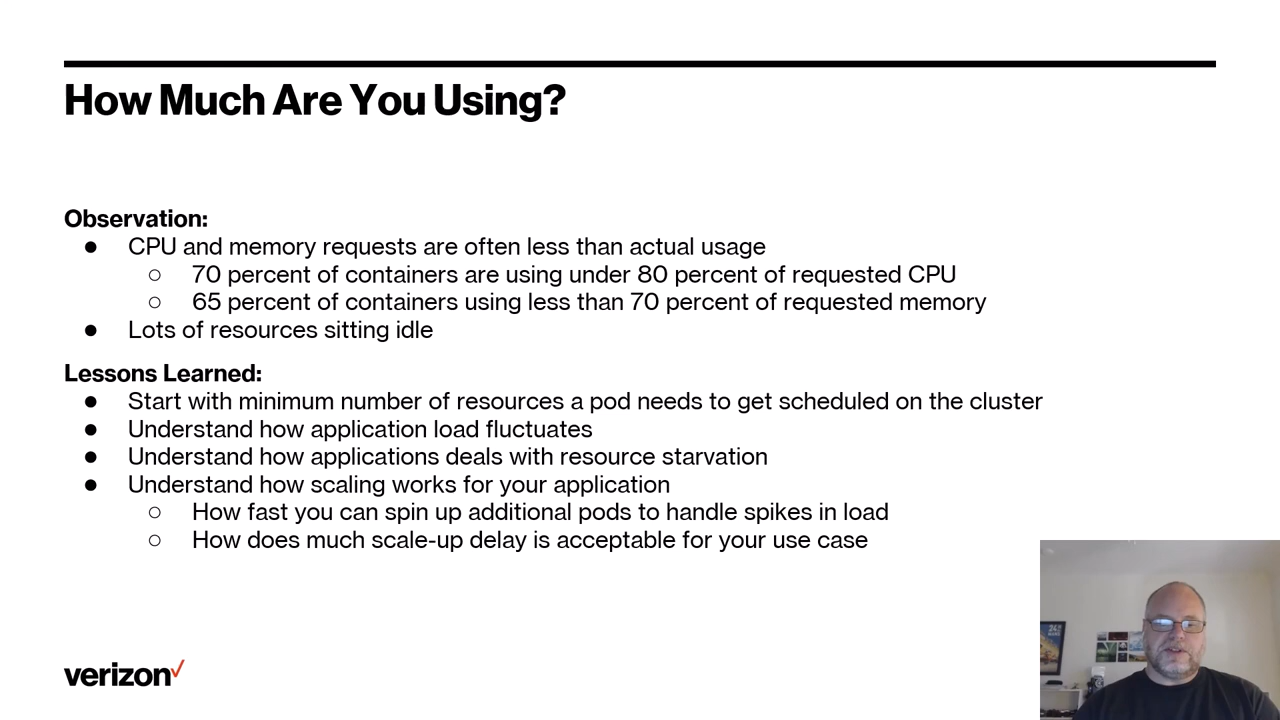 How Much Are You Using?
Observation:
● CPU and memory requests are often less than actual usage
○ 70 percent of containers are using under 80 percent of requested CPU
○ 65 percent of containers using less than 70 percent of requested memory
● Lots of resources sitting idle
Lessons Learned:
● Start with minimum number of resources a pod needs to get scheduled on the cluster
● Understand how application load fluctuates
● Understand how applications deals with resource starvation
● Understand how scaling works for your application
○ How fast you can spin up additional pods to handle spikes in load
○ How does much scale-up delay is acceptable for your use case
verizon✓